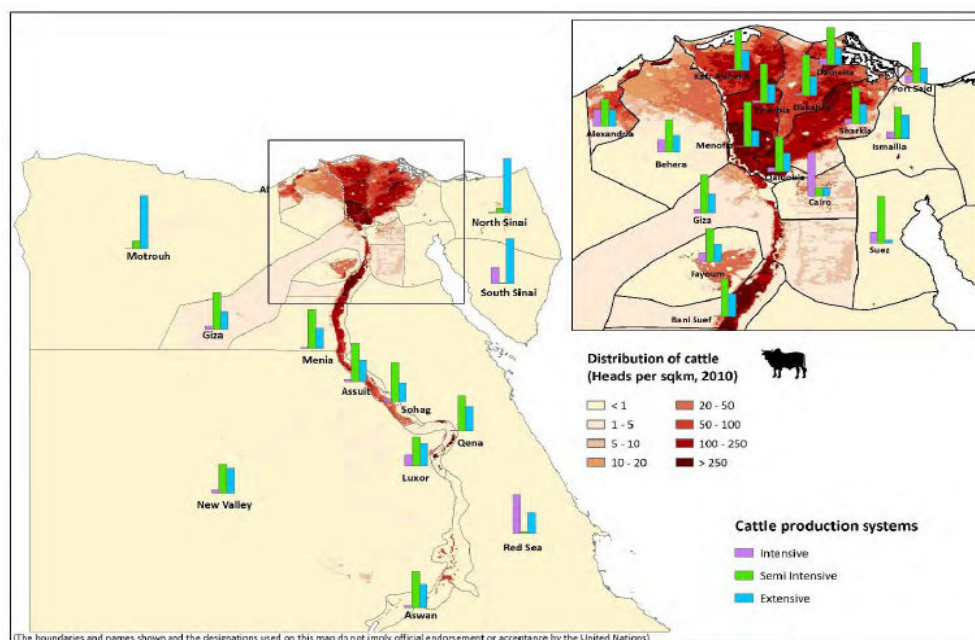 Kafr Elsheikh
Damietta
Port Said
Gharbia
Dakahlia
Alexandria
Sharkia
Menofia
Ismailia
Behera
Qalyobia
Cairo
Giza
Suez
Fayoum
Bani Suef
Al
North Sinai
Motrouh
South Sinai
Giza
Menia
Assuit
Sohag
Qena
Luxor
New Valley
Red Sea
Aswan
Distribution of cattle
(Heads per sqkm, 2010)
< 1
20 - 50
1 - 5
50 - 100
5 - 10
100 - 250
10 - 20
> 250
Cattle production systems
Intensive
Semi Intensive
Extensive
(The boundaries and names shown and the designations used on this map do not imply official endorsement or acceptance by the United Nations)